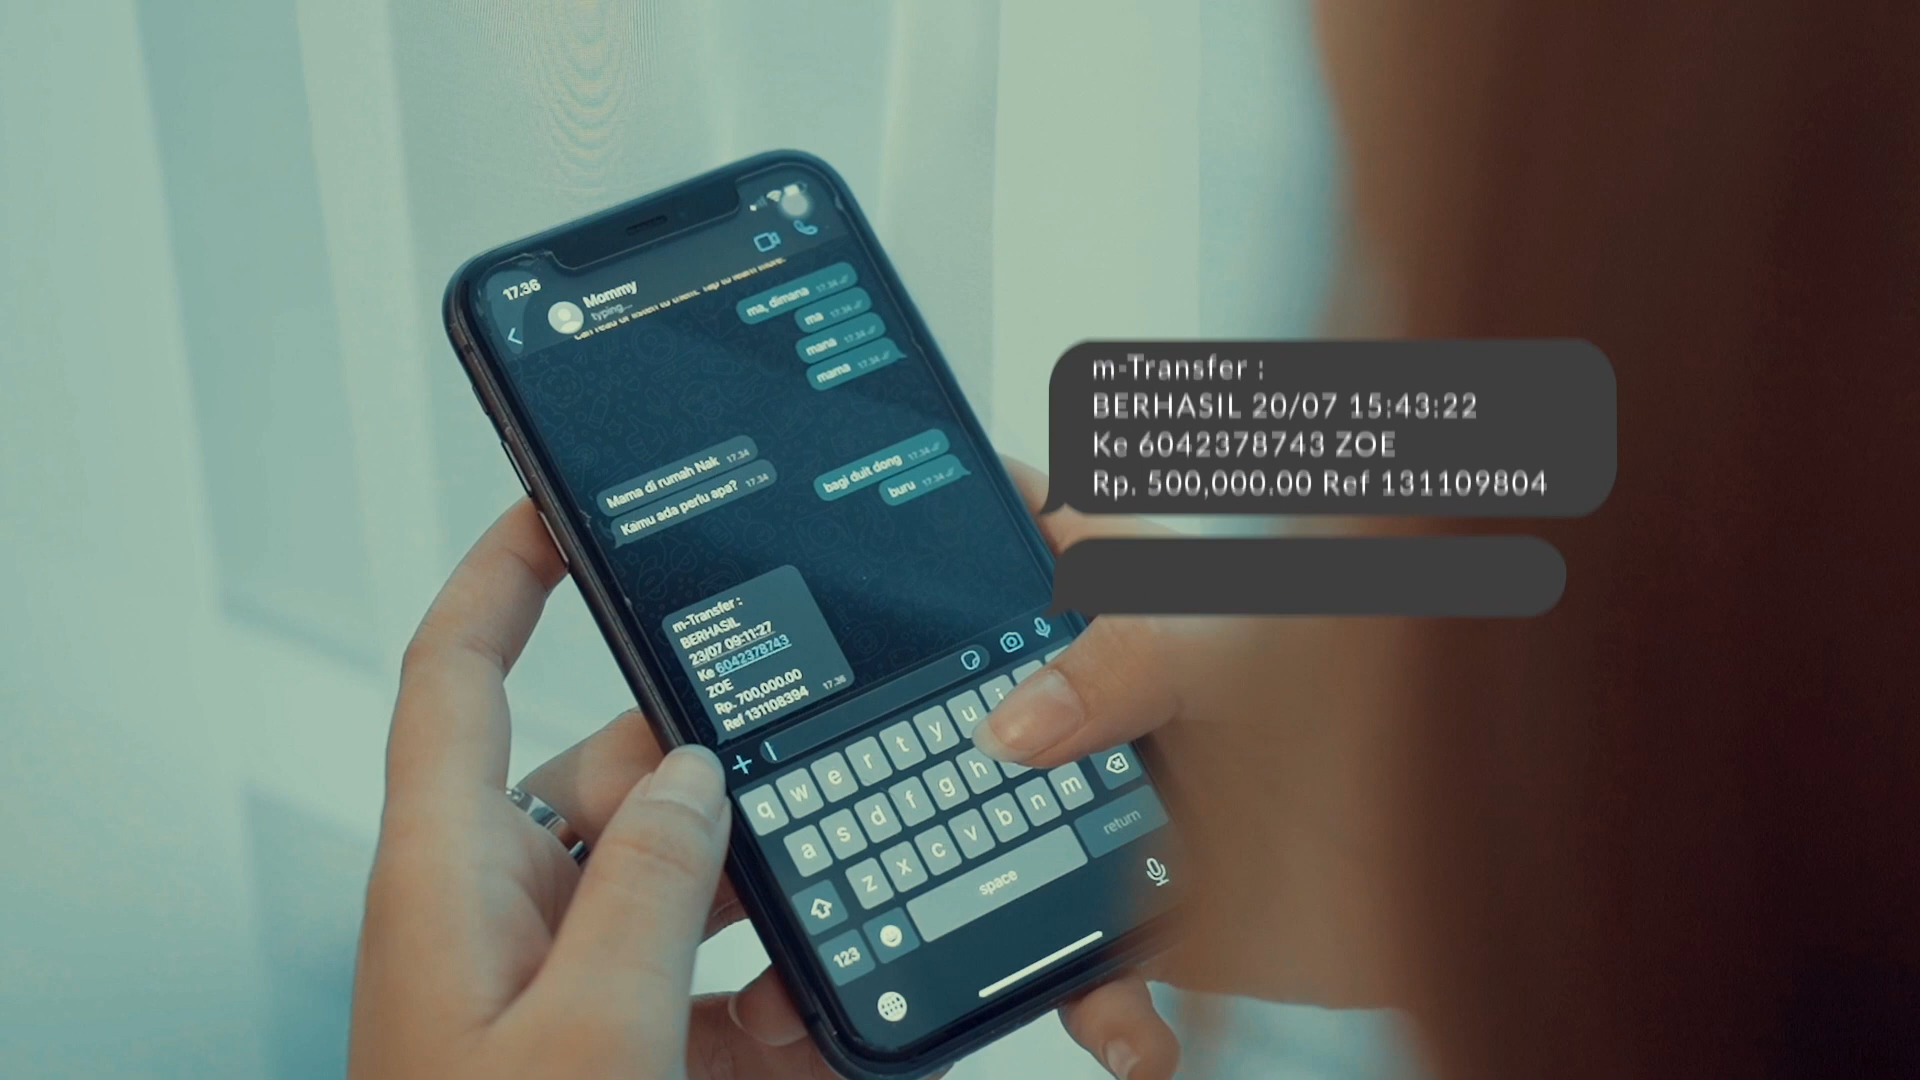 17.36
Mommy
typing...
ma, dimana 17.34
ma 17.34
mana 17.34
mama 17.34
Mama di rumah Nak 17.34
Kamu ada perlu apa? 17.34
bagi duit dong 17.34
buru 17.34
m-Transfer :
BERHASIL
23/07 09:11:27
Ke 6042378743
ZOE
Rp. 700,000.00
Ref 131108394 17.36
q w e r t y u i
a s d f g h
z x c v b n m
123 space return
m-Transfer :
BERHASIL 20/07 15:43:22
Ke 6042378743 ZOE
Rp. 500,000.00 Ref 131109804